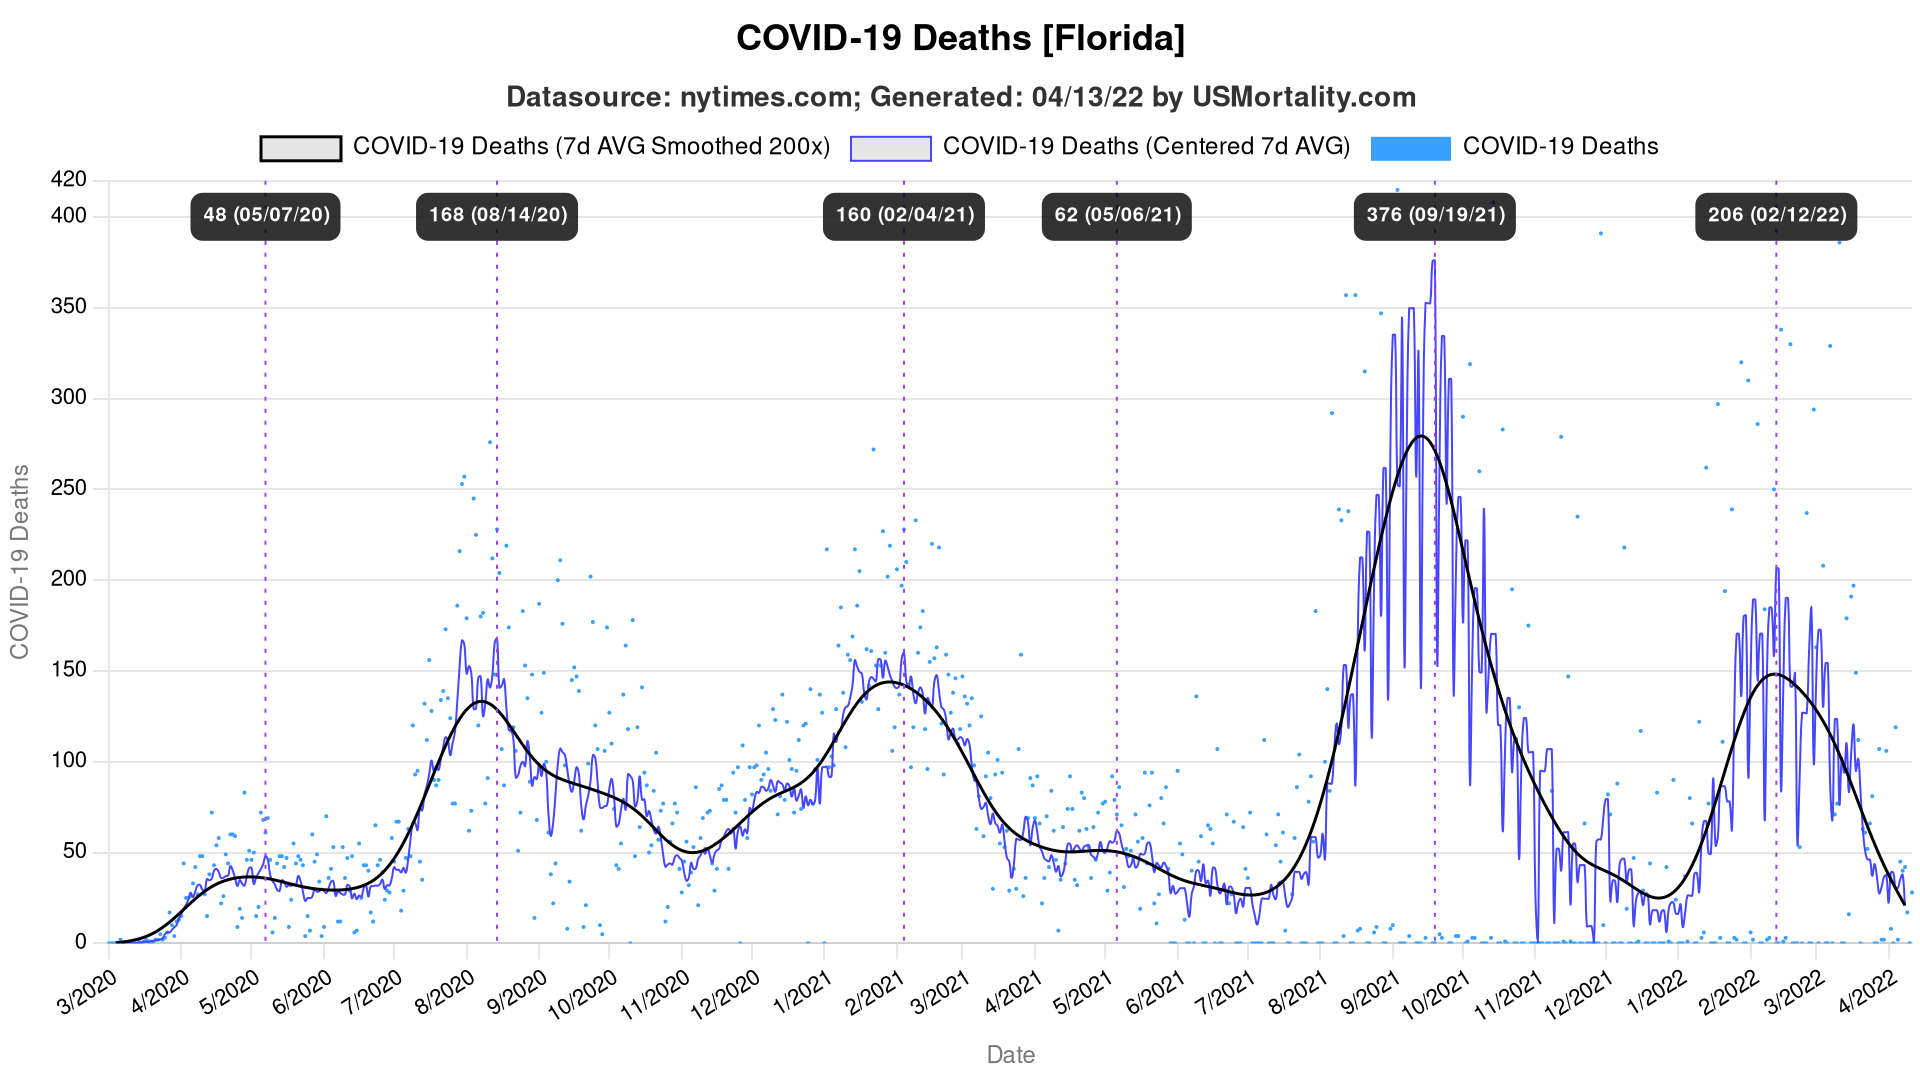 COVID-19 Deaths [Florida]
Datasource: nytimes.com; Generated: 04/13/22 by USMortality.com
COVID-19 Deaths (7d AVG Smoothed 200x) COVID-19 Deaths (Centered 7d AVG) COVID-19 Deaths
420
400
350
300
250
200
150
100
50
0
COVID-19 Deaths
48 (05/07/20) 168 (08/14/20) 160 (02/04/21) 62 (05/06/21) 376 (09/19/21) 206 (02/12/22)
3/2020 4/2020 5/2020 6/2020 7/2020 8/2020 9/2020 10/2020 11/2020 12/2020 1/2021 2/2021 3/2021 4/2021 5/2021 6/2021 7/2021 8/2021 9/2021 10/2021 11/2021 12/2021 1/2022 2/2022 3/2022 4/2022
Date